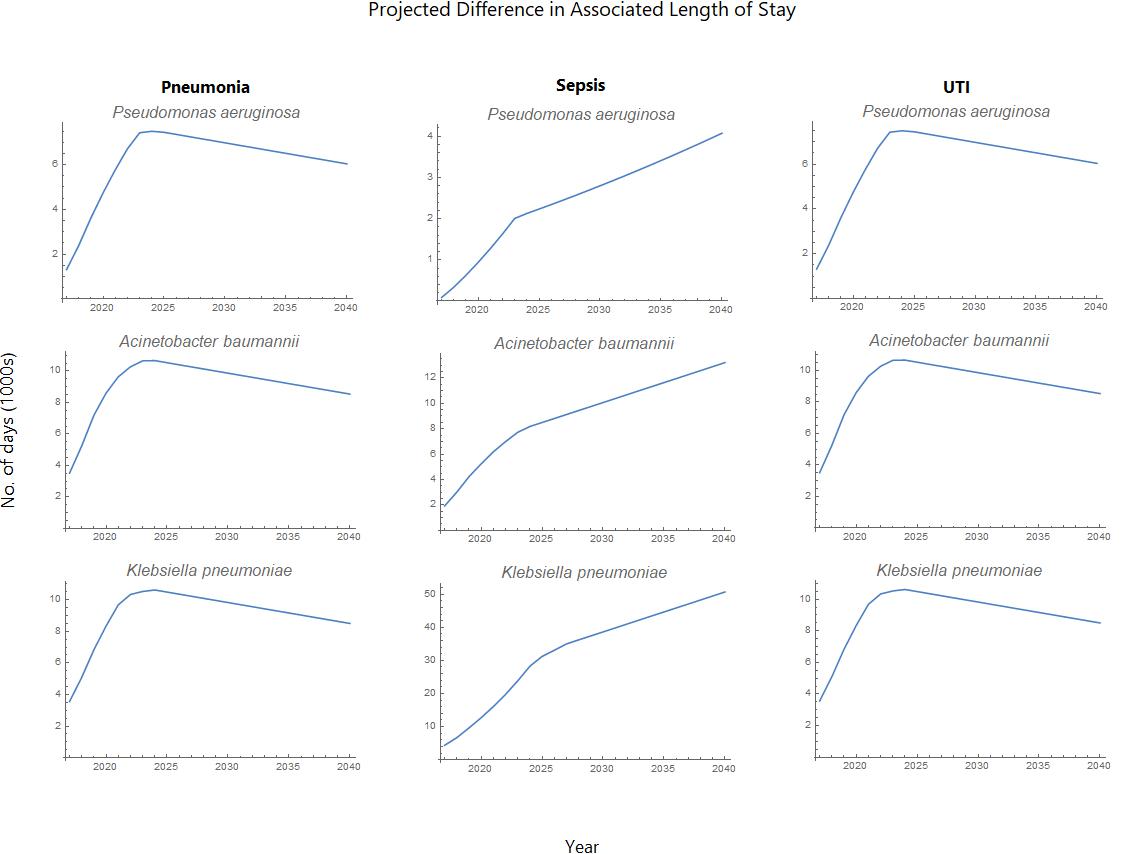 Projected Difference in Associated Length of Stay
Pneumonia
Sepsis
UTI
Pseudomonas aeruginosa
Pseudomonas aeruginosa
Pseudomonas aeruginosa
6
4
2
2020 2025 2030 2035 2040
4
3
2
1
2020 2025 2030 2035 2040
6
4
2
2020 2025 2030 2035 2040
No. of days (1000s)
Acinetobacter baumannii
Acinetobacter baumannii
Acinetobacter baumannii
10
8
6
4
2
2020 2025 2030 2035 2040
12
10
8
6
4
2
2020 2025 2030 2035 2040
10
8
6
4
2
2020 2025 2030 2035 2040
Klebsiella pneumoniae
Klebsiella pneumoniae
Klebsiella pneumoniae
10
8
6
4
2
2020 2025 2030 2035 2040
50
40
30
20
10
2020 2025 2030 2035 2040
10
8
6
4
2
2020 2025 2030 2035 2040
Year